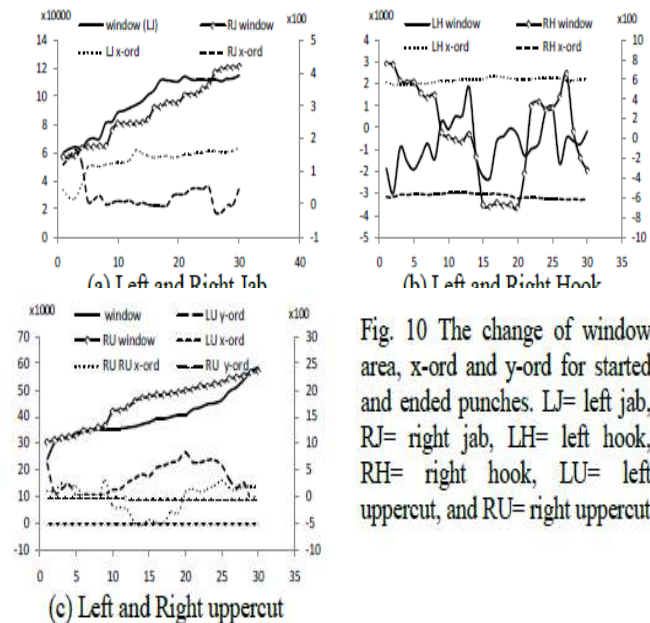 x10000 x100
window (LJ) RJ window
LJ x-ord RJ x-ord
14 5
12 4
10 3
8
6 2
4 1
2 0
0 -1
0 10 20 30 40
(a) Left and Right Jab
x1000 x100
LH window RH window
LH x-ord RH x-ord
4 10
3 8
2 6
1 4
0 2
-1 0
-2 -2
-3 -4
-4 -6
-5 -8
-10
0 5 10 15 20 25 30 35
(b) Left and Right Hook
x1000 x100
window LU y-ord
RU window LU x-ord
RU RU x-ord RU y-ord
70 30
60 25
50 20
40 15
30 10
20 5
10 0
0 -5
-10 -10
0 5 10 15 20 25 30 35
(c) Left and Right uppercut
Fig. 10 The change of window
area, x-ord and y-ord for started
and ended punches. LJ= left jab,
RJ= right jab, LH= left hook,
RH= right hook, LU= left
uppercut, and RU= right uppercut